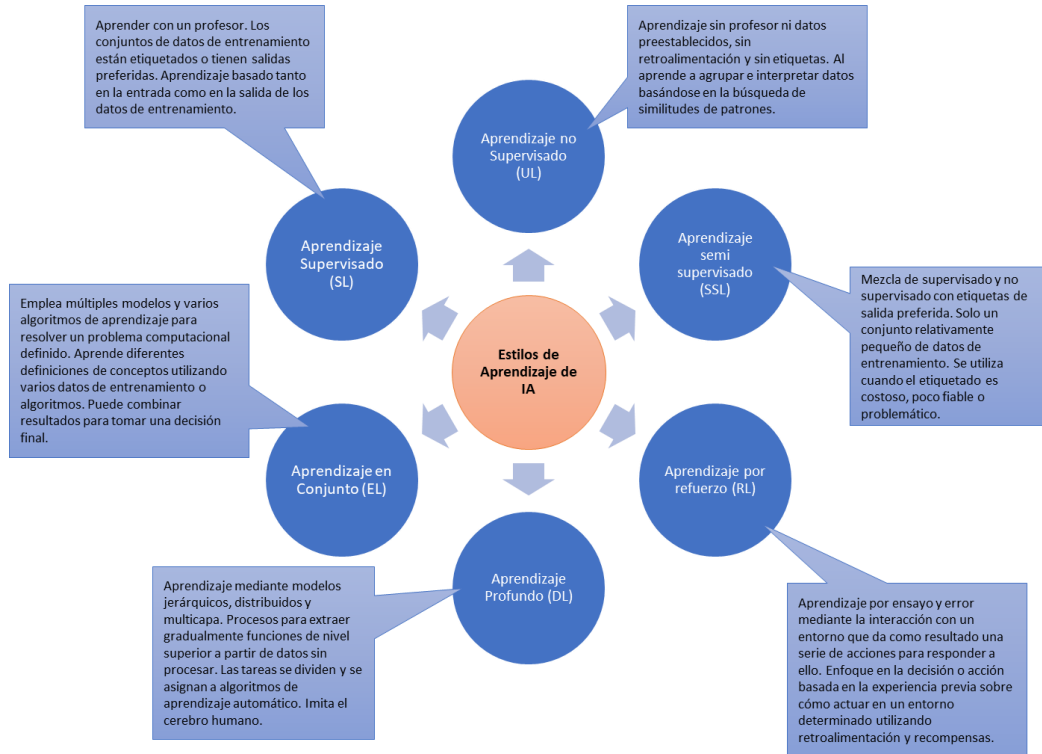 Aprender con un profesor. Los
conjuntos de datos de entrenamiento
están etiquetados o tienen salidas
preferidas. Aprendizaje basado tanto
en la entrada como en la salida de los
datos de entrenamiento.
Aprendizaje sin profesor ni datos
preestablecidos, sin
retroalimentación y sin etiquetas. Al
aprende a agrupar e interpretar datos
basándose en la búsqueda de
similitudes de patrones.
Aprendizaje no
Supervisado
(UL)
Aprendizaje
Supervisado
(SL)
Aprendizaje
semi
supervisado
(SSL)
Mezcla de supervisado y no
supervisado con etiquetas de
salida preferida. Solo un
conjunto relativamente
pequeño de datos de
entrenamiento. Se utiliza
cuando el etiquetado es
costoso, poco fiable o
problemático.
Emplea múltiples modelos y varios
algoritmos de aprendizaje para
resolver un problema computacional
definido. Aprende diferentes
definiciones de conceptos utilizando
varios datos de entrenamiento o
algoritmos. Puede combinar
resultados para tomar una decisión
final.
Estilos de
Aprendizaje de
IA
Aprendizaje en
Conjunto (EL)
Aprendizaje por
refuerzo (RL)
Aprendizaje
Profundo (DL)
Aprendizaje mediante modelos
jerárquicos, distribuidos y
multicapa. Procesos para extraer
gradualmente funciones de nivel
superior a partir de datos sin
procesar. Las tareas se dividen y se
asignan a algoritmos de
aprendizaje automático. Imita el
cerebro humano.
Aprendizaje por ensayo y error
mediante la interacción con un
entorno que da como resultado una
serie de acciones para responder a
ello. Enfoque en la decisión o acción
basada en la experiencia previa sobre
cómo actuar en un entorno
determinado utilizando
retroalimentación y recompensas.